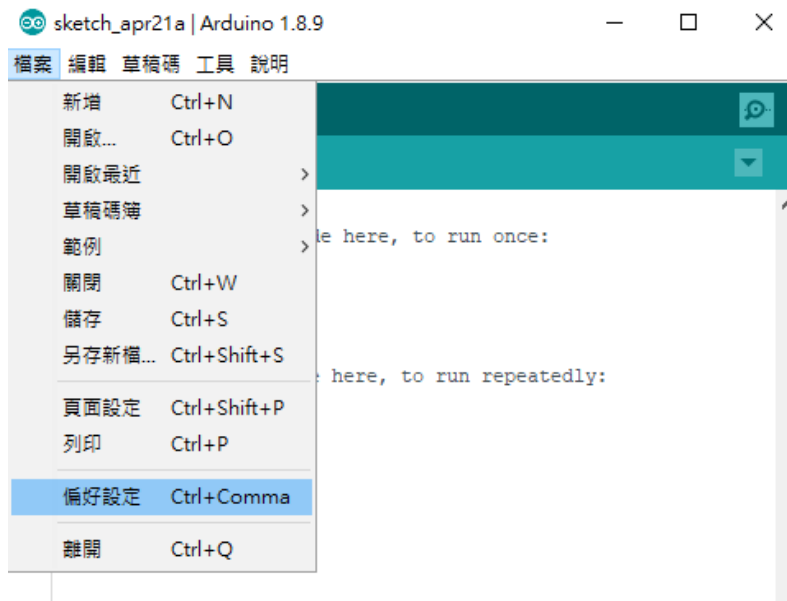 sketch_apr21a | Arduino 1.8.9
檔案 編輯 草稿碼 工具 說明
新增 Ctrl+N
開啟... Ctrl+O
開啟最近
草稿碼簿
範例
關閉 Ctrl+W
儲存 Ctrl+S
另存新檔... Ctrl+Shift+S
頁面設定 Ctrl+Shift+P
列印 Ctrl+P
偏好設定 Ctrl+Comma
離開 Ctrl+Q
le here, to run once:
here, to run repeatedly: